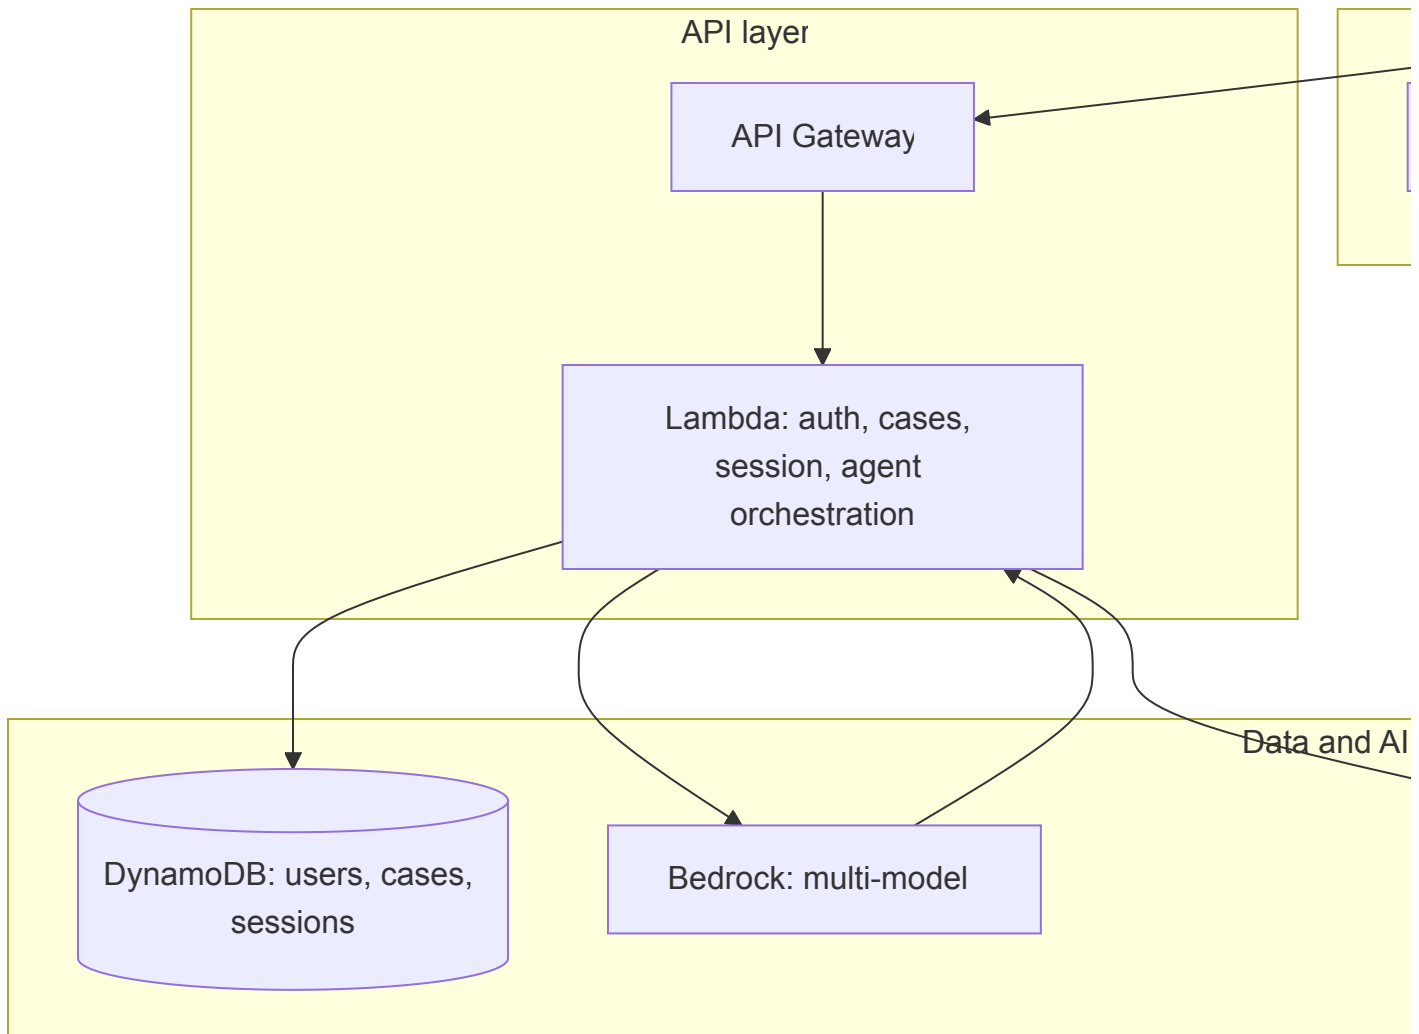 API layer
API Gateway
Lambda: auth, cases,
session, agent
orchestration
Data and AI
DynamoDB: users, cases,
sessions
Bedrock: multi-model